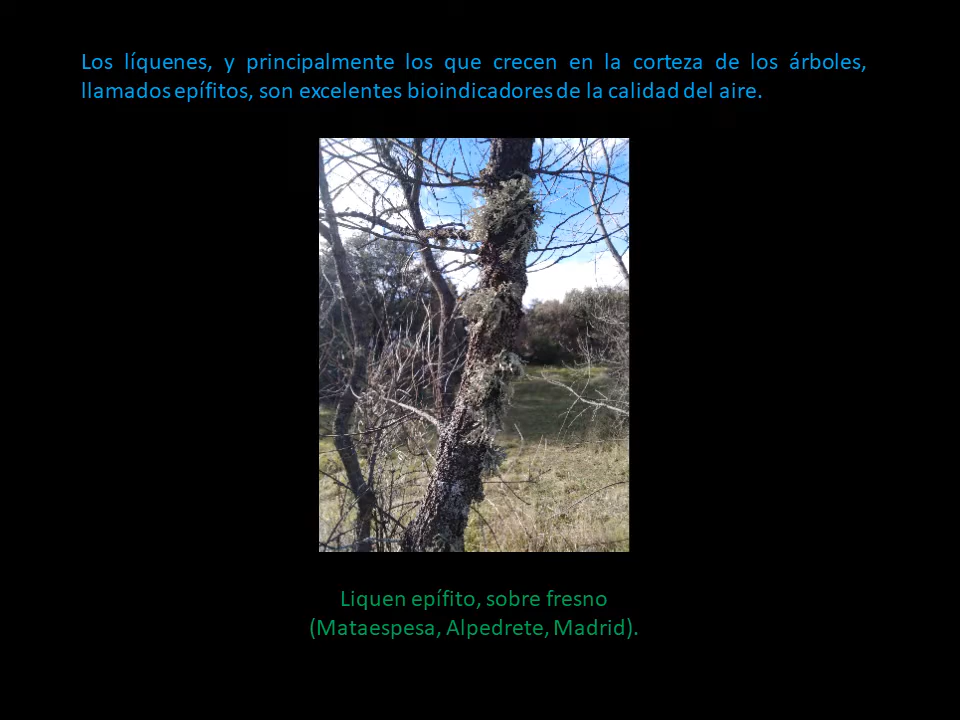 Los líquenes, y principalmente los que crecen en la corteza de los árboles,
llamados epífitos, son excelentes bioindicadores de la calidad del aire.
Liquen epífito, sobre fresno
(Mataespesa, Alpedrete, Madrid).